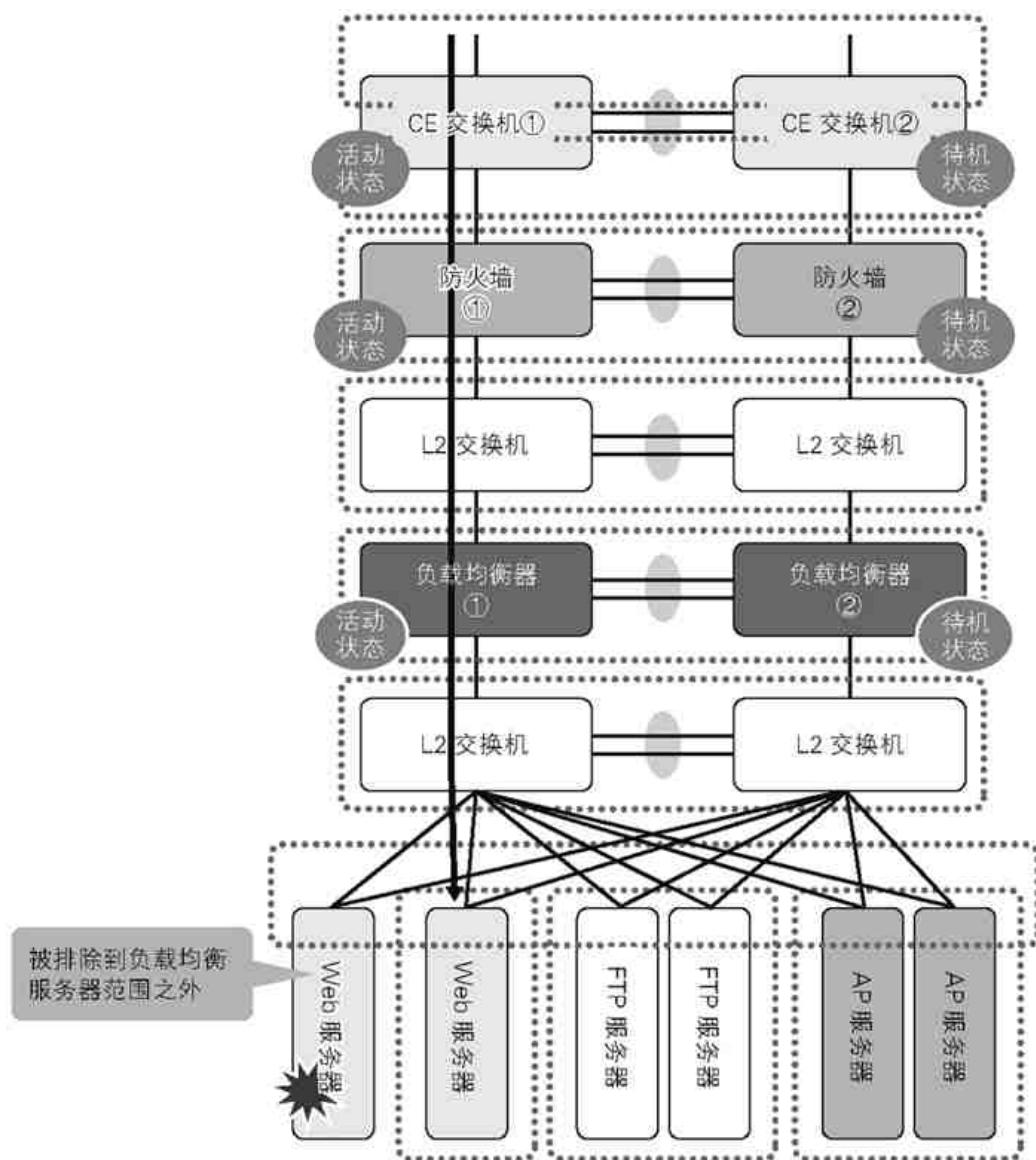 CE 交换机①
CE 交换机②
活动
状态
待机
状态
防火墙
①
防火墙
②
活动
状态
待机
状态
L2 交换机
L2 交换机
负载均衡器
①
负载均衡器
②
活动
状态
待机
状态
L2 交换机
L2 交换机
被排除到负载均衡
服务器范围之外
Web 服务器
Web 服务器
FTP 服务器
FTP 服务器
AP 服务器
AP 服务器